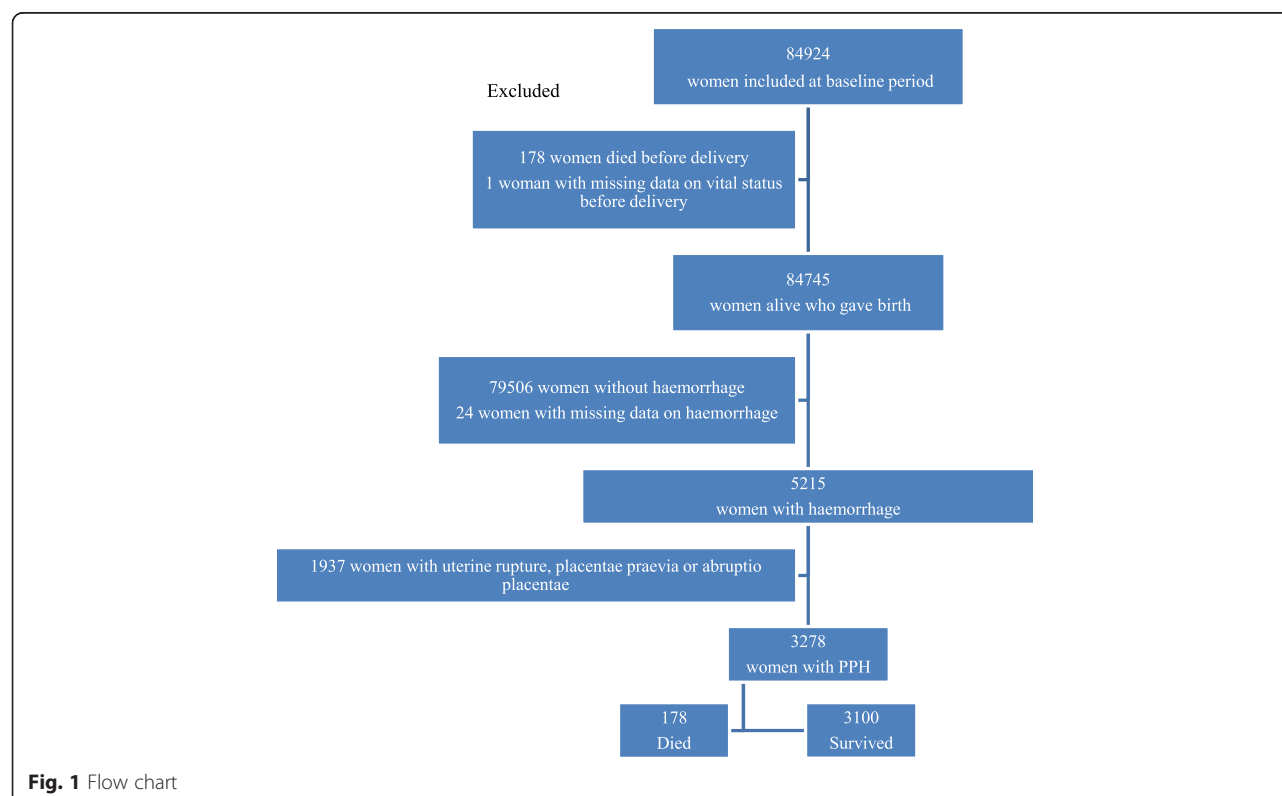 84924
women included at baseline period
Excluded
178 women died before delivery
1 woman with missing data on vital status
before delivery
84745
women alive who gave birth
79506 women without haemorrhage
24 women with missing data on haemorrhage
5215
women with haemorrhage
1937 women with uterine rupture, placentae praevia or abruptio
placentae
3278
women with PPH
178
Died
3100
Survived
Fig. 1 Flow chart